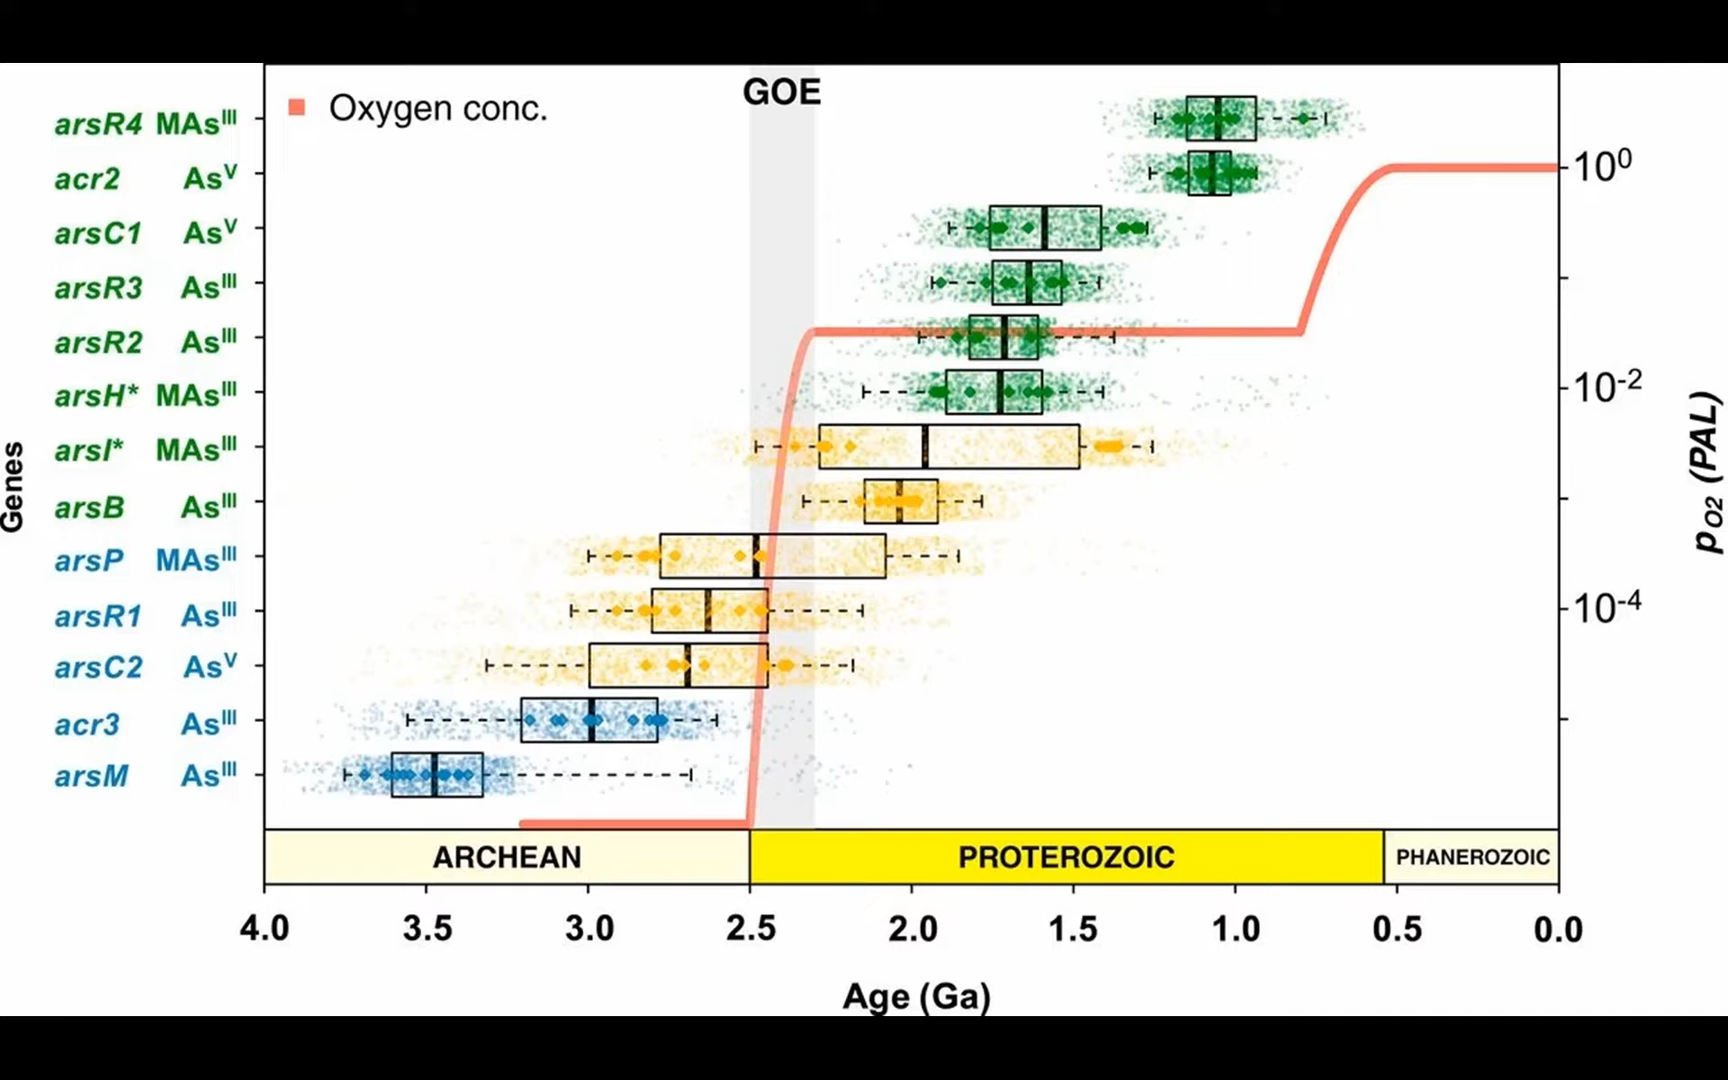 GOE
Oxygen conc.
arsR4 MAsᴵᴵᴵ
acr2 Asⱽ
arsC1 Asⱽ
arsR3 Asᴵᴵᴵ
arsR2 Asᴵᴵᴵ
arsH* MAsᴵᴵᴵ
arsI* MAsᴵᴵᴵ
arsB Asᴵᴵᴵ
arsP MAsᴵᴵᴵ
arsR1 Asᴵᴵᴵ
arsC2 Asⱽ
acr3 Asᴵᴵᴵ
arsM Asᴵᴵᴵ
Genes
10⁰
10⁻²
10⁻⁴
pO2 (PAL)
ARCHEAN PROTEROZOIC PHANEROZOIC
4.0 3.5 3.0 2.5 2.0 1.5 1.0 0.5 0.0
Age (Ga)